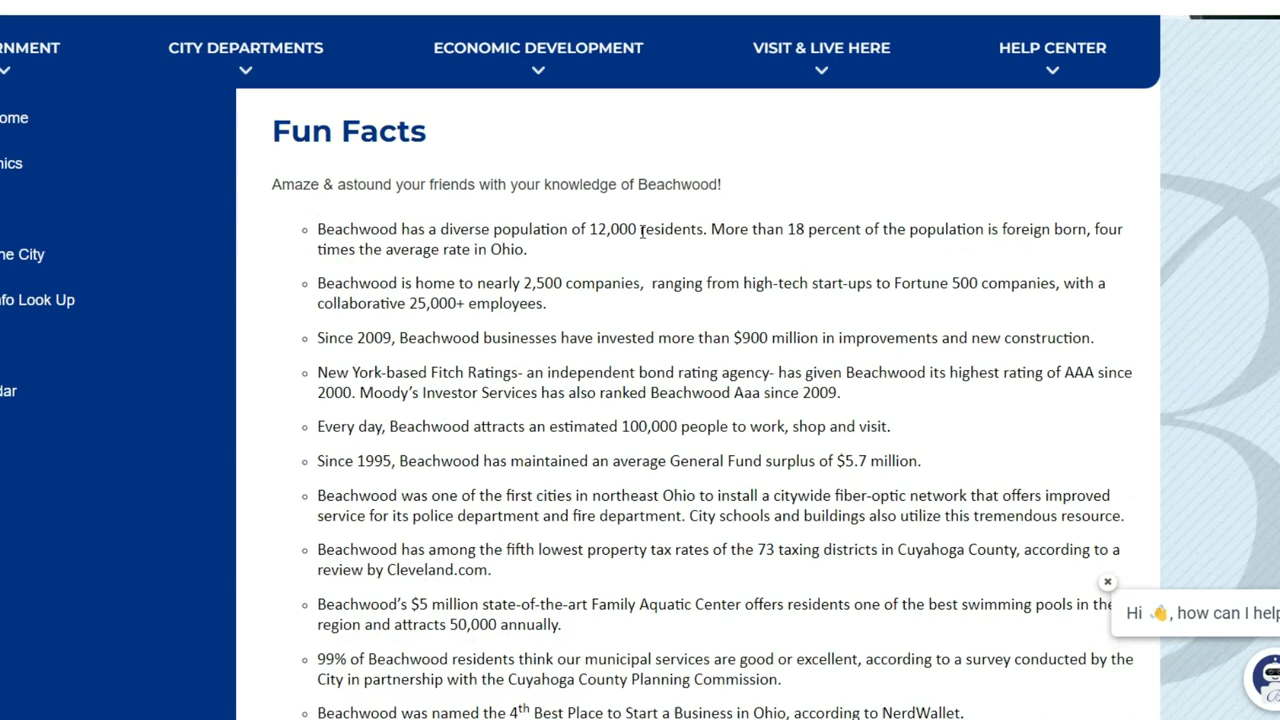 RNMENT
CITY DEPARTMENTS
ECONOMIC DEVELOPMENT
VISIT & LIVE HERE
HELP CENTER
ome
nics
ne City
nfo Look Up
dar
Fun Facts
Amaze & astound your friends with your knowledge of Beachwood!
Beachwood has a diverse population of 12,000 residents. More than 18 percent of the population is foreign born, four
times the average rate in Ohio.
Beachwood is home to nearly 2,500 companies, ranging from high-tech start-ups to Fortune 500 companies, with a
collaborative 25,000+ employees.
Since 2009, Beachwood businesses have invested more than $900 million in improvements and new construction.
New York-based Fitch Ratings- an independent bond rating agency- has given Beachwood its highest rating of AAA since
2000. Moody's Investor Services has also ranked Beachwood Aaa since 2009.
Every day, Beachwood attracts an estimated 100,000 people to work, shop and visit.
Since 1995, Beachwood has maintained an average General Fund surplus of $5.7 million.
Beachwood was one of the first cities in northeast Ohio to install a citywide fiber-optic network that offers improved
service for its police department and fire department. City schools and buildings also utilize this tremendous resource.
Beachwood has among the fifth lowest property tax rates of the 73 taxing districts in Cuyahoga County, according to a
review by Cleveland.com.
Beachwood's $5 million state-of-the-art Family Aquatic Center offers residents one of the best swimming pools in the
region and attracts 50,000 annually.
99% of Beachwood residents think our municipal services are good or excellent, according to a survey conducted by the
City in partnership with the Cuyahoga County Planning Commission.
Beachwood was named the 4th Best Place to Start a Business in Ohio, according to NerdWallet.
Hi 👋, how can I help